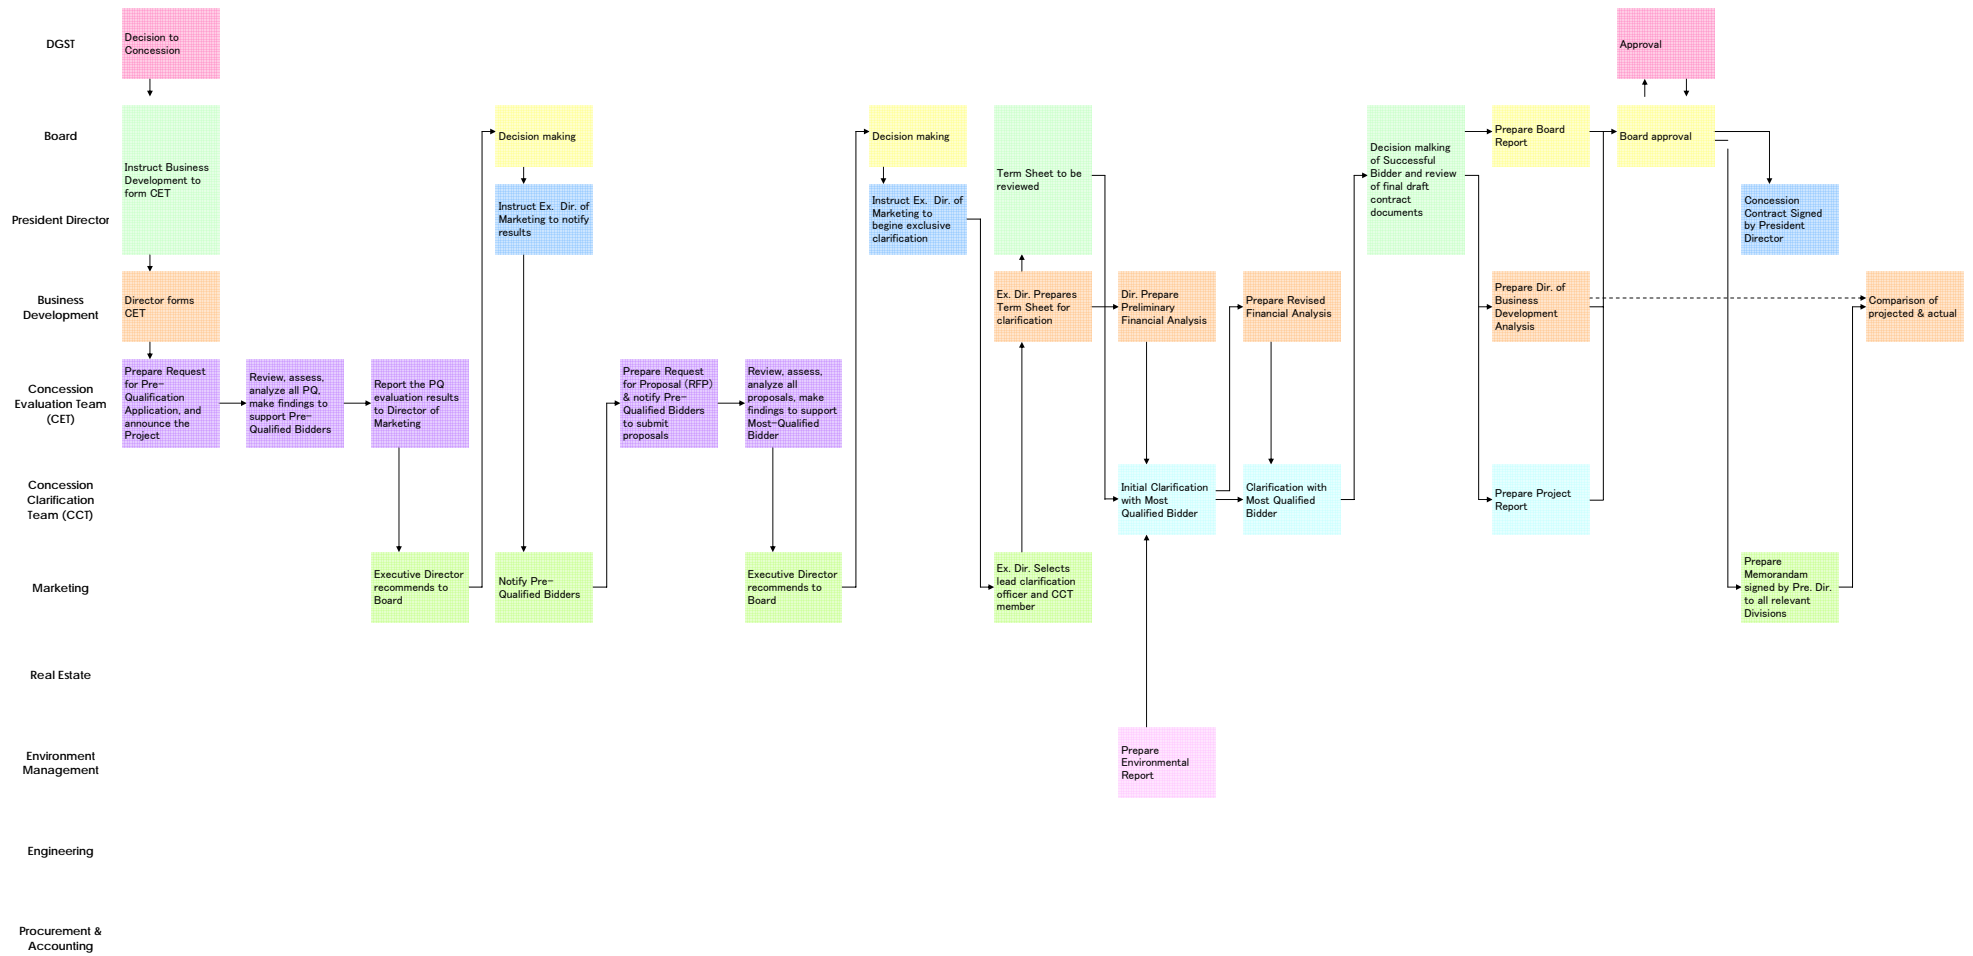 DGST
Decision to
Concession
Approval
Board
Instruct Business
Development to
form CET
Decision making
Decision making
Term Sheet to be
reviewed
Decision malking
of Successful
Bidder and review
of final draft
contract
documents
Prepare Board
Report
Board approval
President Director
Instruct Ex. Dir. of
Marketing to notify
results
Instruct Ex. Dir. of
Marketing to
begine exclusive
clarification
Concession
Contract Signed
by President
Director
Business
Development
Director forms
CET
Ex. Dir. Prepares
Term Sheet for
clarification
Dir. Prepare
Preliminary
Financial Analysis
Prepare Revised
Financial Analysis
Prepare Dir. of
Business
Development
Analysis
Comparison of
projected & actual
Concession
Evaluation Team
(CET)
Prepare Request
for Pre-
Qualification
Application, and
announce the
Project
Review, assess,
analyze all PQ,
make findings to
support Pre-
Qualified Bidders
Report the PQ
evaluation results
to Director of
Marketing
Prepare Request
for Proposal (RFP)
& notify Pre-
Qualified Bidders
to submit
proposals
Review, assess,
analyze all
proposals, make
findings to support
Most-Qualified
Bidder
Concession
Clarification
Team (CCT)
Initial Clarification
with Most
Qualified Bidder
Clarification with
Most Qualified
Bidder
Prepare Project
Report
Marketing
Executive Director
recommends to
Board
Notify Pre-
Qualified Bidders
Executive Director
recommends to
Board
Ex. Dir. Selects
lead clarification
officer and CCT
member
Prepare
Memorandam
signed by Pre. Dir.
to all relevant
Divisions
Real Estate
Environment
Management
Prepare
Environmental
Report
Engineering
Procurement &
Accounting